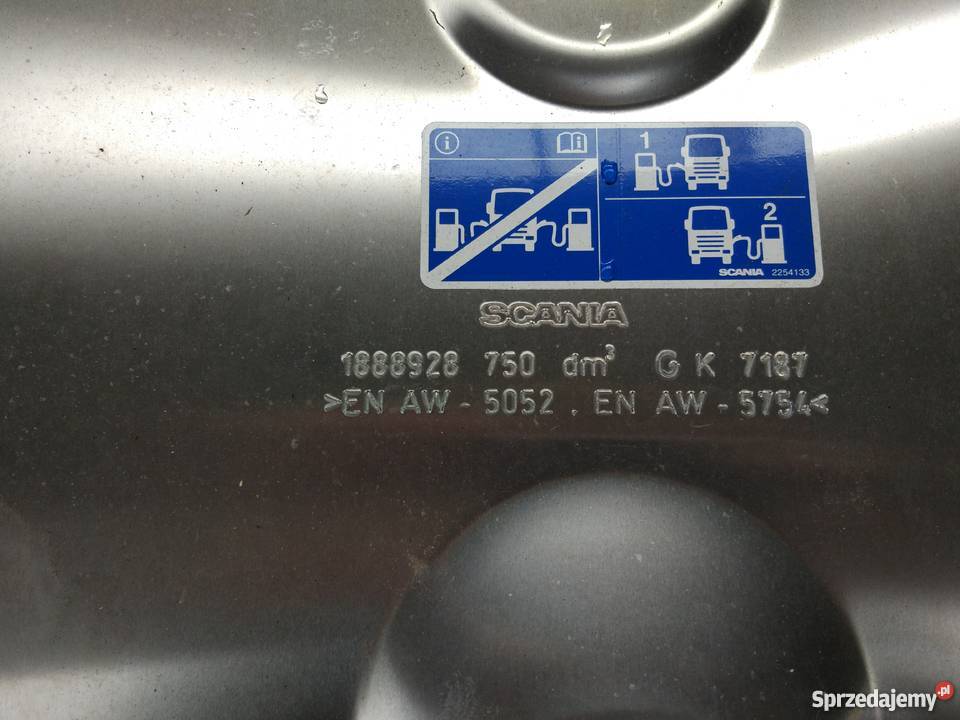 1
2
SCANIA 2254133
SCANIA
1888928 750 dm³ G K 7187
>EN AW - 5052 . EN AW - 5754<
Sprzedajemy.pl